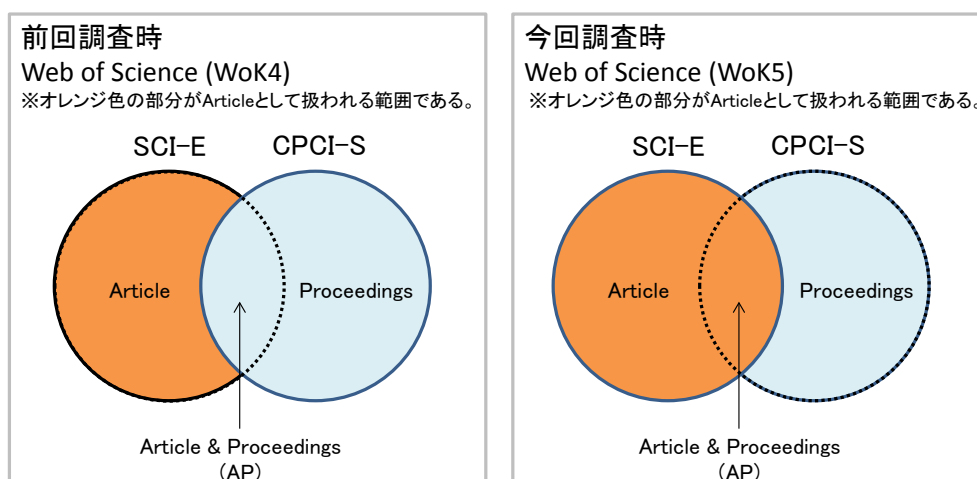 前回調査時
Web of Science (WoK4)
※オレンジ色の部分がArticleとして扱われる範囲である。
SCI-E CPCI-S
Article Proceedings
Article & Proceedings
(AP)
今回調査時
Web of Science (WoK5)
※オレンジ色の部分がArticleとして扱われる範囲である。
SCI-E CPCI-S
Article Proceedings
Article & Proceedings
(AP)